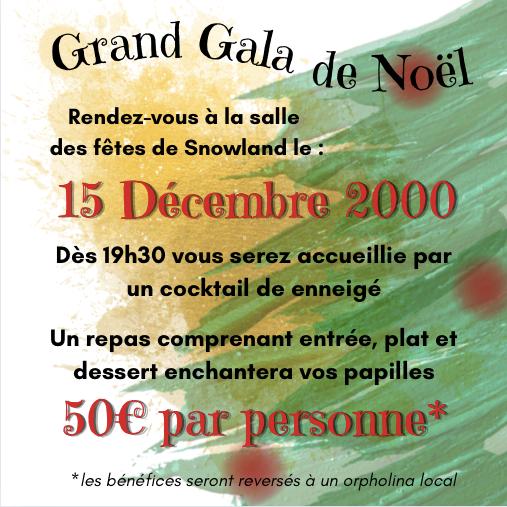 Grand Gala de Noël
Rendez-vous à la salle
des fêtes de Snowland le :
15 Décembre 2000
Dès 19h30 vous serez accueillie par
un cocktail de enneigé
Un repas comprenant entrée, plat et
dessert enchantera vos papilles
50€ par personne*
*les bénéfices seront reversés à un orpholina local